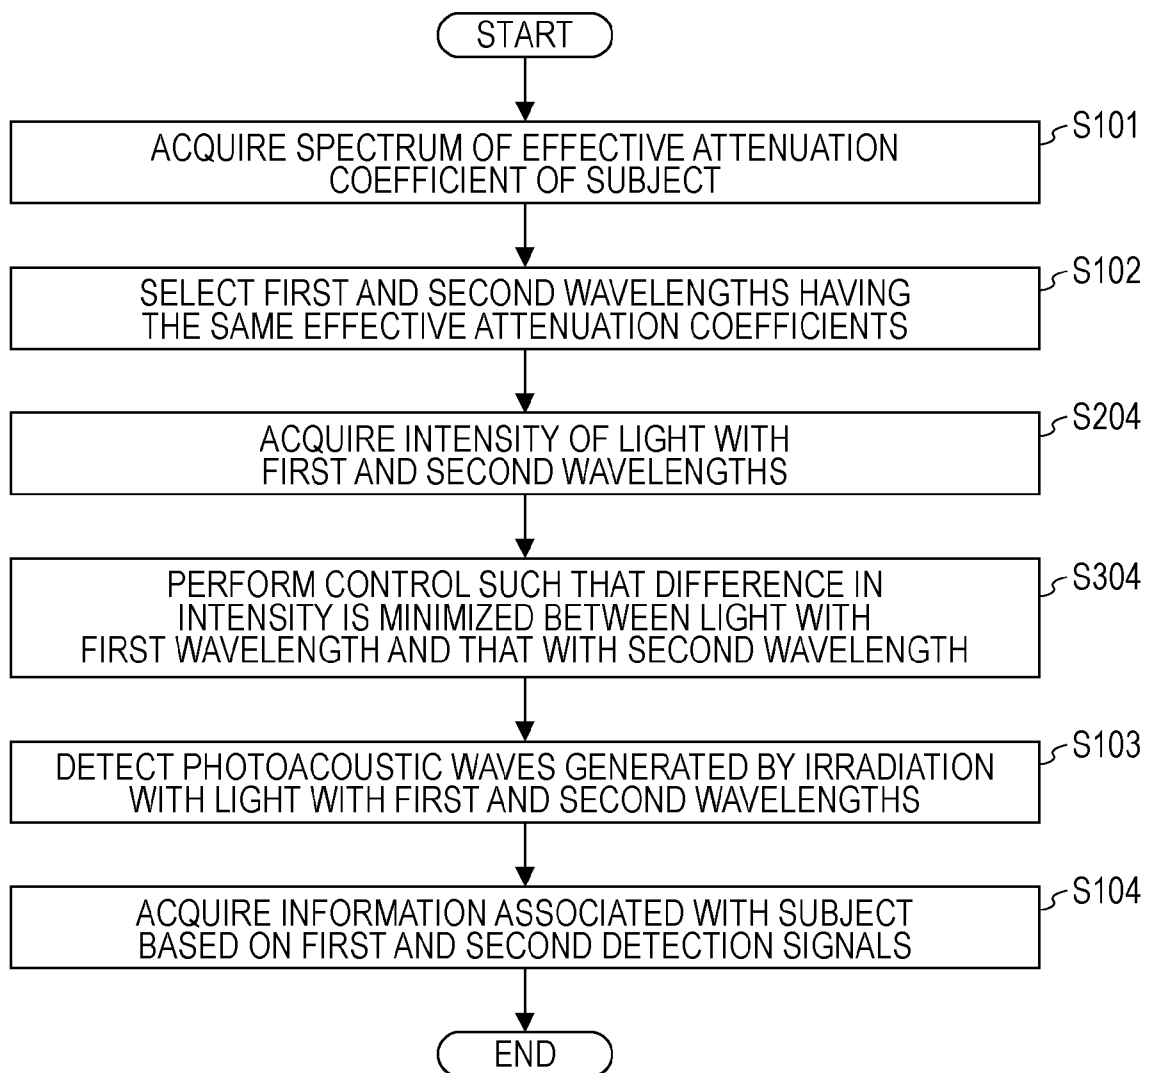 START
ACQUIRE SPECTRUM OF EFFECTIVE ATTENUATION
COEFFICIENT OF SUBJECT
S101
SELECT FIRST AND SECOND WAVELENGTHS HAVING
THE SAME EFFECTIVE ATTENUATION COEFFICIENTS
S102
ACQUIRE INTENSITY OF LIGHT WITH
FIRST AND SECOND WAVELENGTHS
S204
PERFORM CONTROL SUCH THAT DIFFERENCE IN
INTENSITY IS MINIMIZED BETWEEN LIGHT WITH
FIRST WAVELENGTH AND THAT WITH SECOND WAVELENGTH
S304
DETECT PHOTOACOUSTIC WAVES GENERATED BY IRRADIATION
WITH LIGHT WITH FIRST AND SECOND WAVELENGTHS
S103
ACQUIRE INFORMATION ASSOCIATED WITH SUBJECT
BASED ON FIRST AND SECOND DETECTION SIGNALS
S104
END